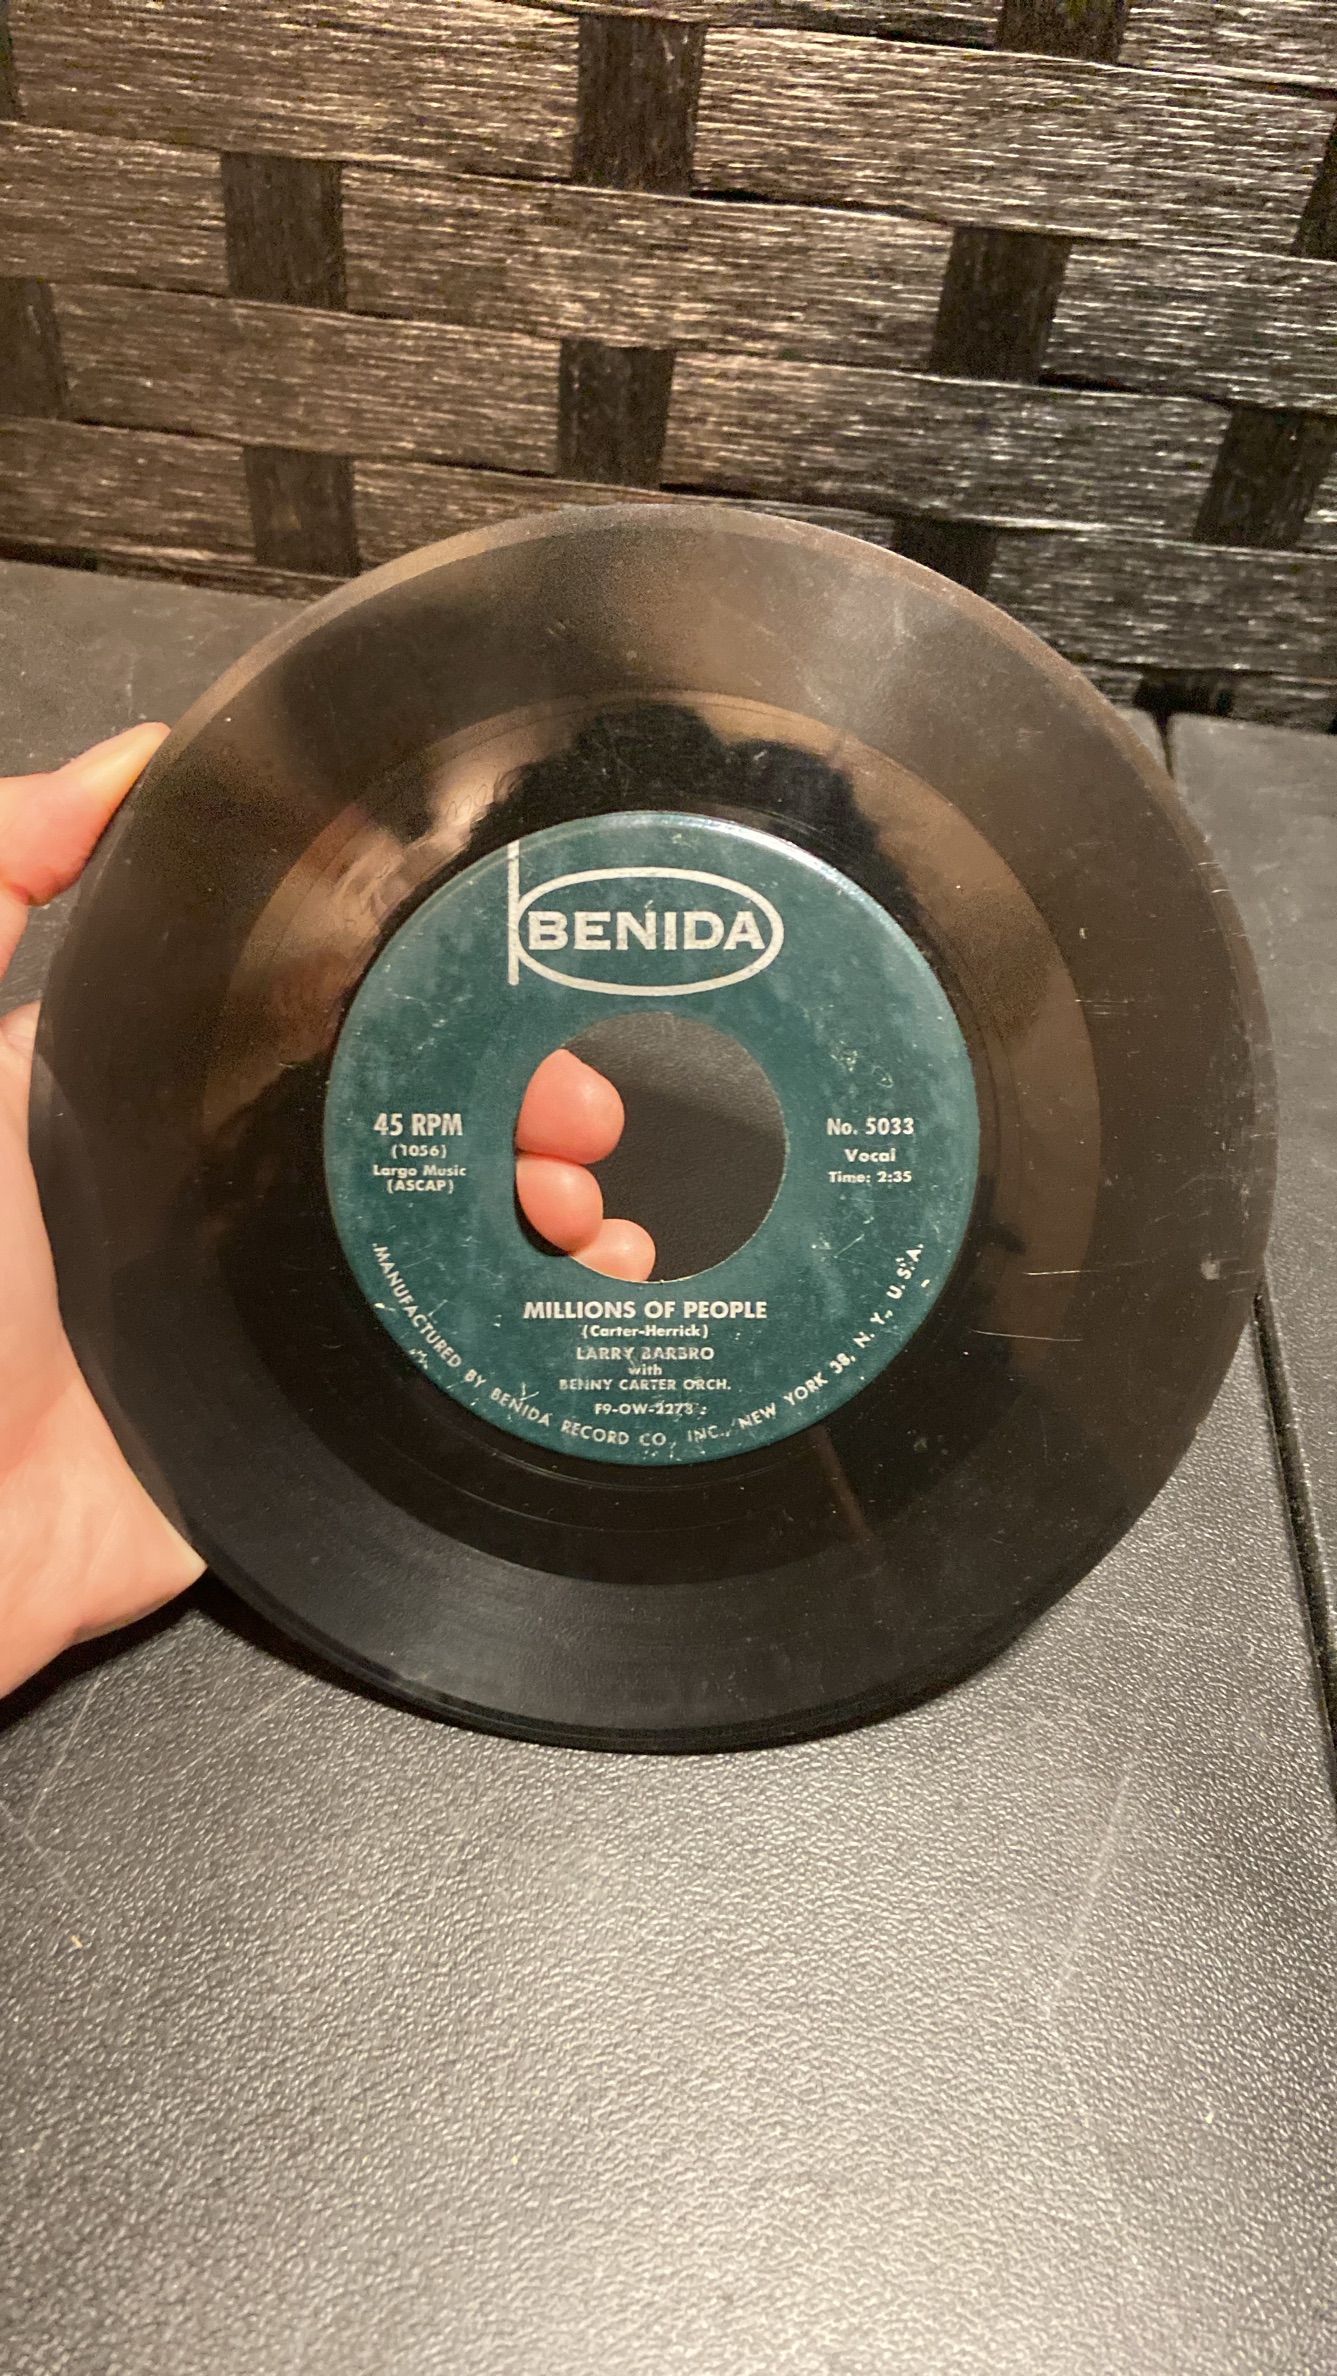 BENIDA
45 RPM
(1056)
Largo Music
(ASCAP)
No. 5033
Vocal
Time: 2:35
MILLIONS OF PEOPLE
(Carter-Herrick)
LARRY BARBRO
with
BENNY CARTER ORCH.
F9-OW-2278
MANUFACTURED BY BENIDA RECORD CO., INC., NEW YORK 38, N. Y., U. S. A.